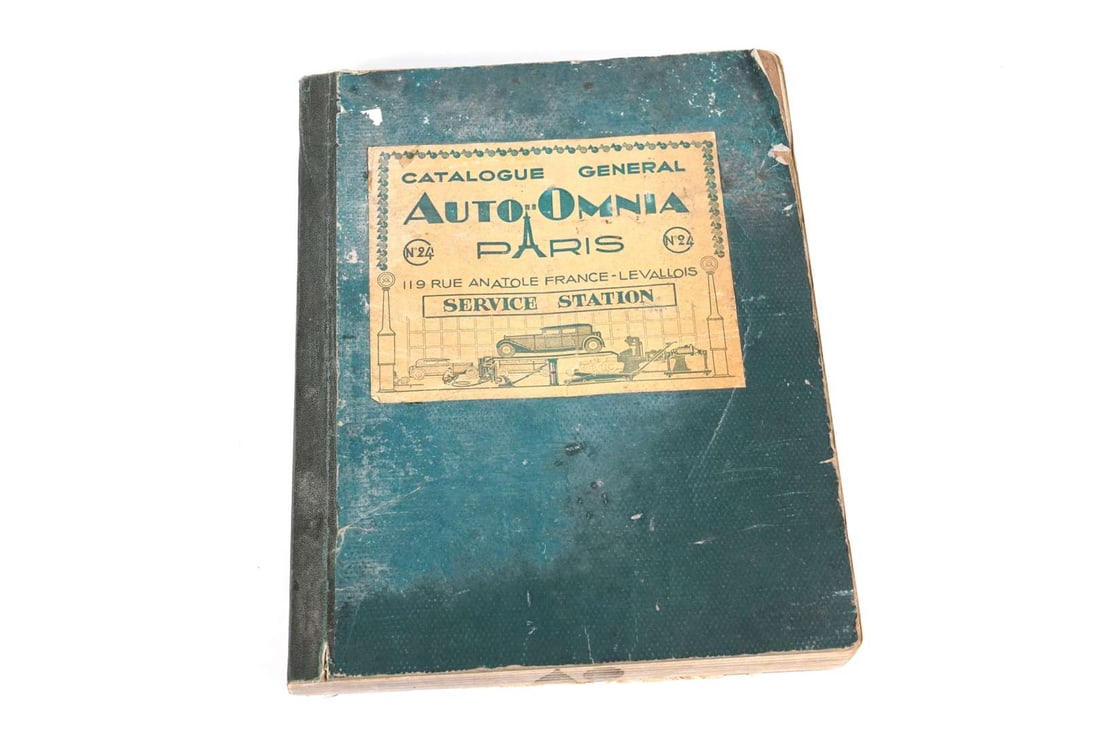 CATALOGUE GENERAL
AUTO-OMNIA
N°24 PARIS N°24
119 RUE ANATOLE FRANCE-LEVALLOIS
SERVICE STATION